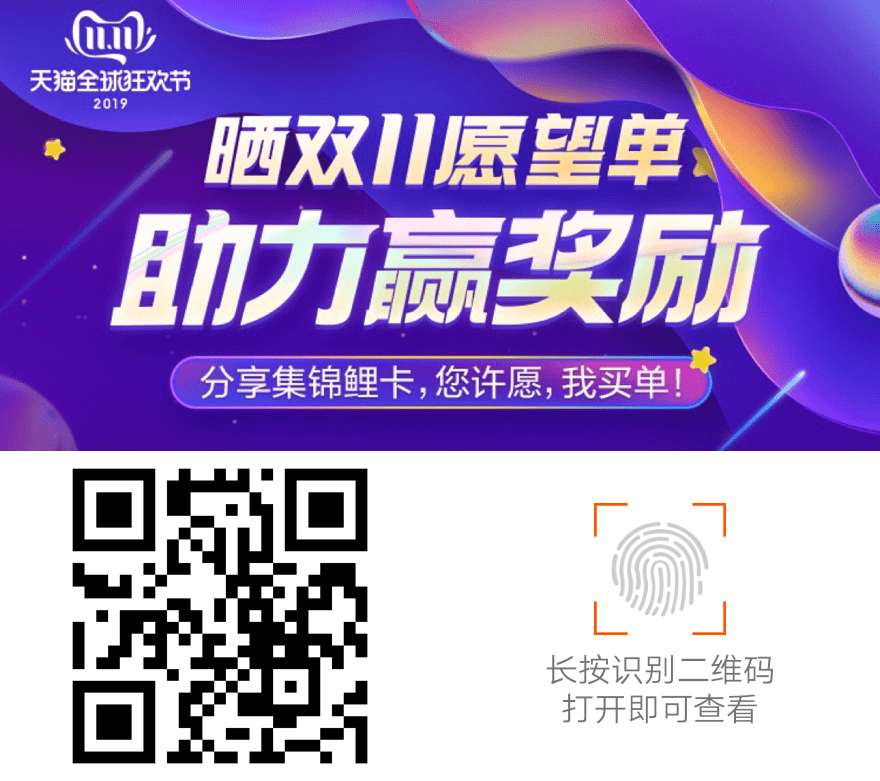 11.11
天猫全球狂欢节
2019
晒双11愿望单
助力赢奖励
分享集锦鲤卡,您许愿,我买单!
长按识别二维码
打开即可查看